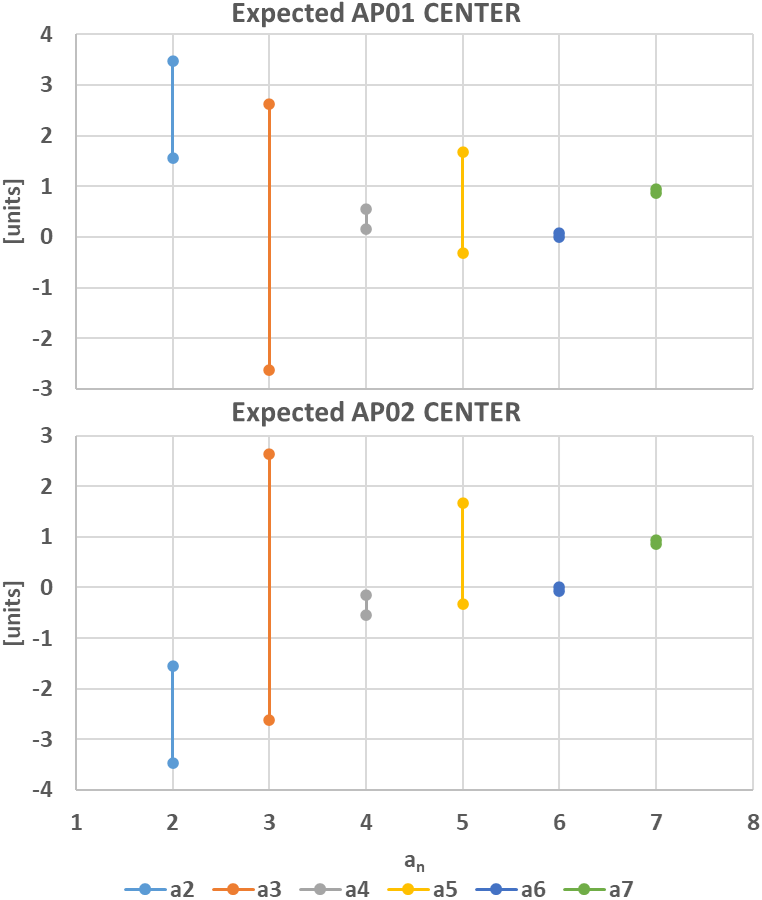 Expected AP01 CENTER
4
3
2
1
0
-1
-2
-3
[units]
Expected AP02 CENTER
3
2
1
0
-1
-2
-3
-4
[units]
1 2 3 4 5 6 7 8
an
a2 a3 a4 a5 a6 a7